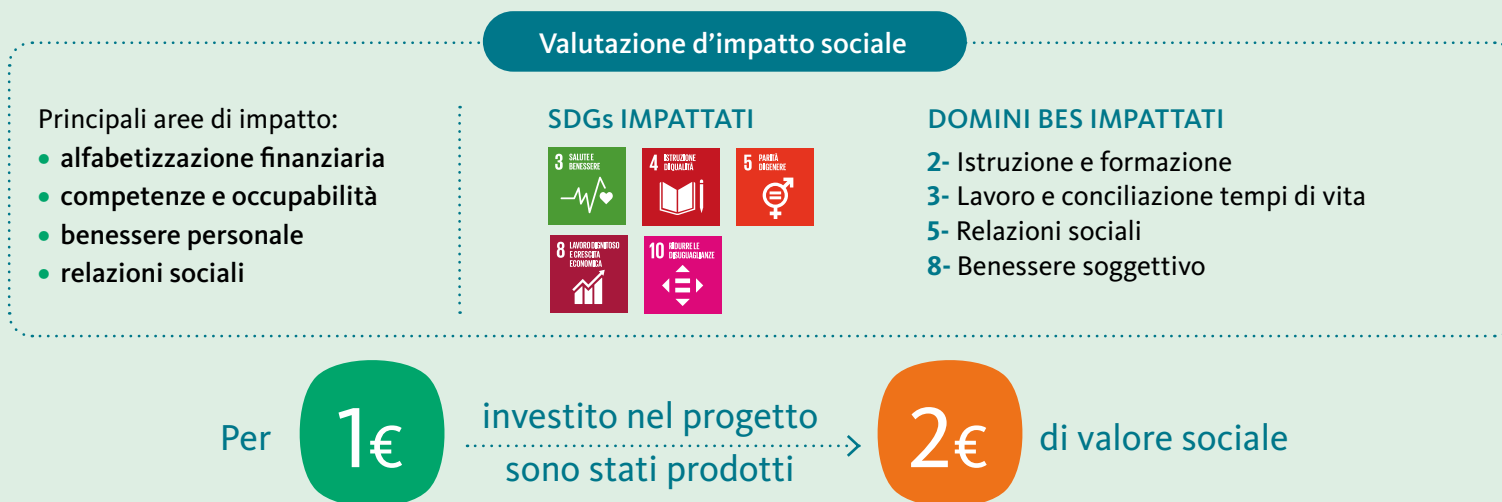 Valutazione d'impatto sociale
Principali aree di impatto:
• alfabetizzazione finanziaria
• competenze e occupabilità
• benessere personale
• relazioni sociali
SDGs IMPATTATI
3 SALUTE E
BENESSERE
4 ISTRUZIONE
DI QUALITÀ
5 PARITÀ
DI GENERE
8 LAVORO DIGNITOSO
E CRESCITA
ECONOMICA
10 RIDURRE LE
DISUGUAGLIANZE
DOMINI BES IMPATTATI
2- Istruzione e formazione
3- Lavoro e conciliazione tempi di vita
5- Relazioni sociali
8- Benessere soggettivo
Per 1€ investito nel progetto
sono stati prodotti 2€ di valore sociale